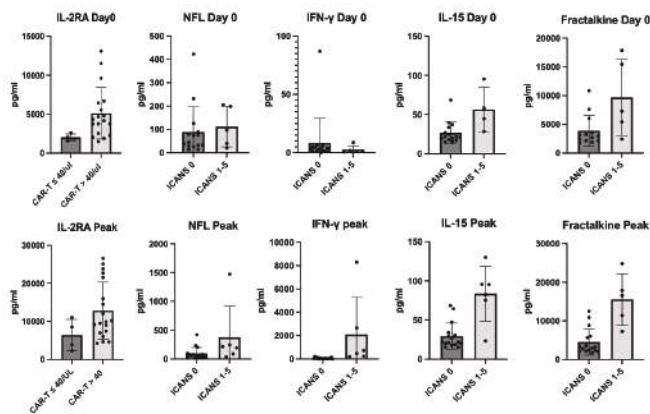 IL-2RA Day0
pg/ml
15000
10000
5000
0
CAR-T ≤ 40/ul
CAR-T > 40/ul
NFL Day 0
pg/ml
500
400
300
200
100
0
ICANS 0
ICANS 1-5
IFN-γ Day 0
pg/ml
100
50
0
ICANS 0
ICANS 1-5
IL-15 Day 0
pg/ml
150
100
50
0
ICANS 0
ICANS 1-5
Fractalkine Day 0
pg/ml
20000
15000
10000
5000
0
ICANS 0
ICANS 1-5
IL-2RA Peak
pg/ml
30000
20000
10000
0
CAR-T ≤ 40/UL
CAR-T > 40
NFL Peak
pg/ml
2000
1500
1000
500
0
ICANS 0
ICANS 1-5
IFN-γ peak
pg/ml
10000
8000
6000
4000
2000
0
ICANS 0
ICANS 1-5
IL-15 Peak
pg/ml
150
100
50
0
ICANS 0
ICANS 1-5
Fractalkine Peak
pg/ml
30000
20000
10000
0
ICANS 0
ICANS 1-5